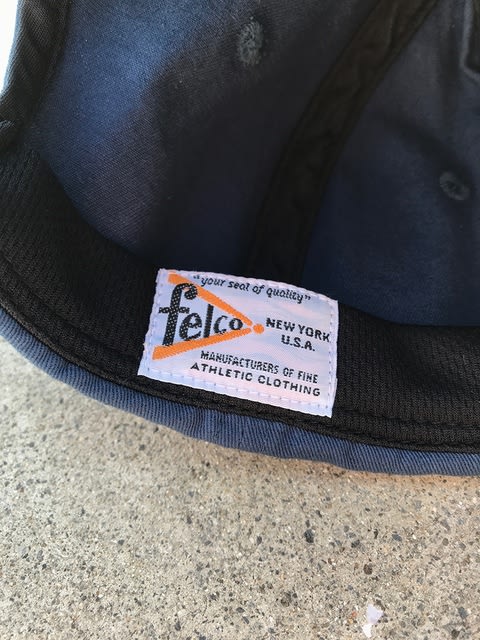 "your seal of quality"
felco
NEW YORK
U.S.A.
MANUFACTURERS OF FINE
ATHLETIC CLOTHING